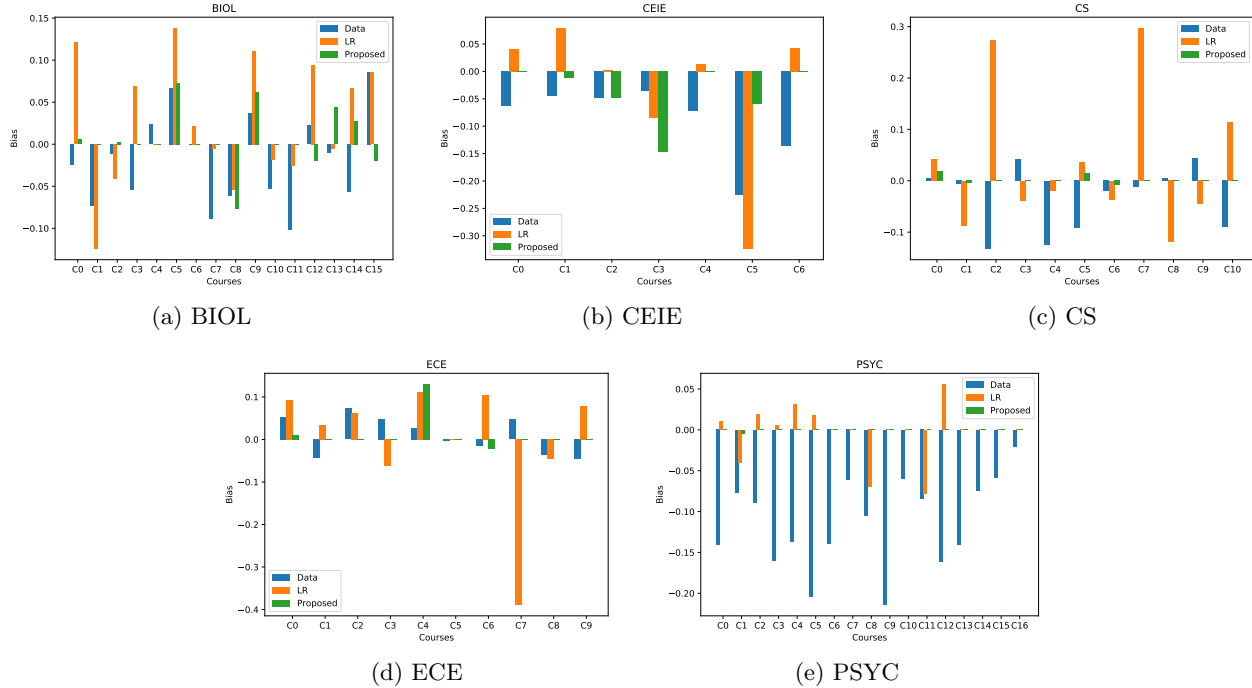 BIOL
0.15
0.10
0.05
0.00
−0.05
−0.10
Bias
Data
LR
Proposed
C0 C1 C2 C3 C4 C5 C6 C7 C8 C9 C10 C11 C12 C13 C14 C15
Courses
(a) BIOL
CEIE
0.05
0.00
−0.05
−0.10
−0.15
−0.20
−0.25
−0.30
Bias
Data
LR
Proposed
C0 C1 C2 C3 C4 C5 C6
Courses
(b) CEIE
CS
0.3
0.2
0.1
0.0
−0.1
Bias
Data
LR
Proposed
C0 C1 C2 C3 C4 C5 C6 C7 C8 C9 C10
Courses
(c) CS
ECE
0.1
0.0
−0.1
−0.2
−0.3
−0.4
Bias
Data
LR
Proposed
C0 C1 C2 C3 C4 C5 C6 C7 C8 C9
Courses
(d) ECE
PSYC
0.05
0.00
−0.05
−0.10
−0.15
−0.20
Bias
Data
LR
Proposed
C0 C1 C2 C3 C4 C5 C6 C7 C8 C9 C10 C11 C12 C13 C14 C15 C16
Courses
(e) PSYC